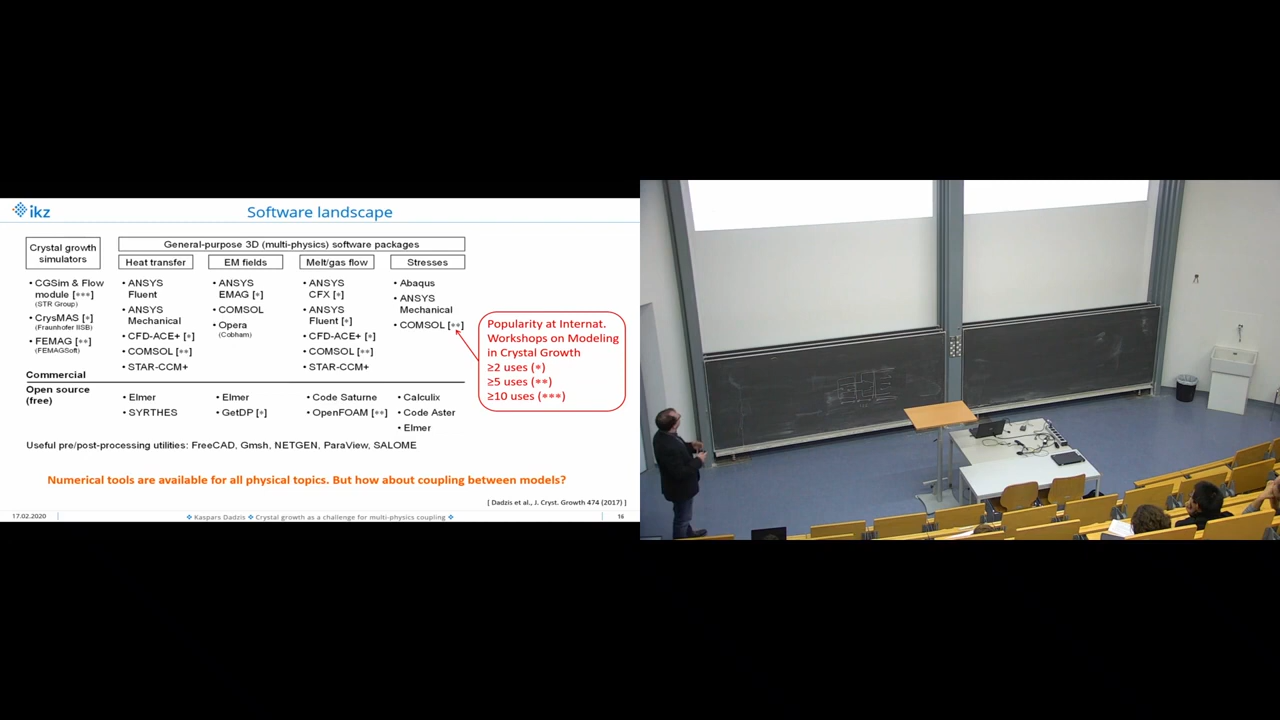 ikz
Software landscape
Crystal growth
simulators
General-purpose 3D (multi-physics) software packages
Heat transfer
EM fields
Melt/gas flow
Stresses
• CGSim & Flow
module [***]
(STR Group)
• CrysMAS [*]
(Fraunhofer IISB)
• FEMAG [**]
(FEMAGSoft)
• ANSYS
Fluent
• ANSYS
Mechanical
• CFD-ACE+ [*]
• COMSOL [**]
• STAR-CCM+
• ANSYS
EMAG [*]
• COMSOL
• Opera
(Cobham)
• ANSYS
CFX [*]
• ANSYS
Fluent [*]
• CFD-ACE+ [*]
• COMSOL [**]
• STAR-CCM+
• Abaqus
• ANSYS
Mechanical
• COMSOL [**]
Popularity at Internat.
Workshops on Modeling
in Crystal Growth
≥2 uses (*)
≥5 uses (**)
≥10 uses (***)
Commercial
Open source
(free)
• Elmer
• SYRTHES
• Elmer
• GetDP [*]
• Code Saturne
• OpenFOAM [**]
• Calculix
• Code Aster
• Elmer
Useful pre/post-processing utilities: FreeCAD, Gmsh, NETGEN, ParaView, SALOME
Numerical tools are available for all physical topics. But how about coupling between models?
[ Dadzis et al., J. Cryst. Growth 474 (2017) ]
17.02.2020
❖ Kaspars Dadzis ❖ Crystal growth as a challenge for multi-physics coupling ❖
16